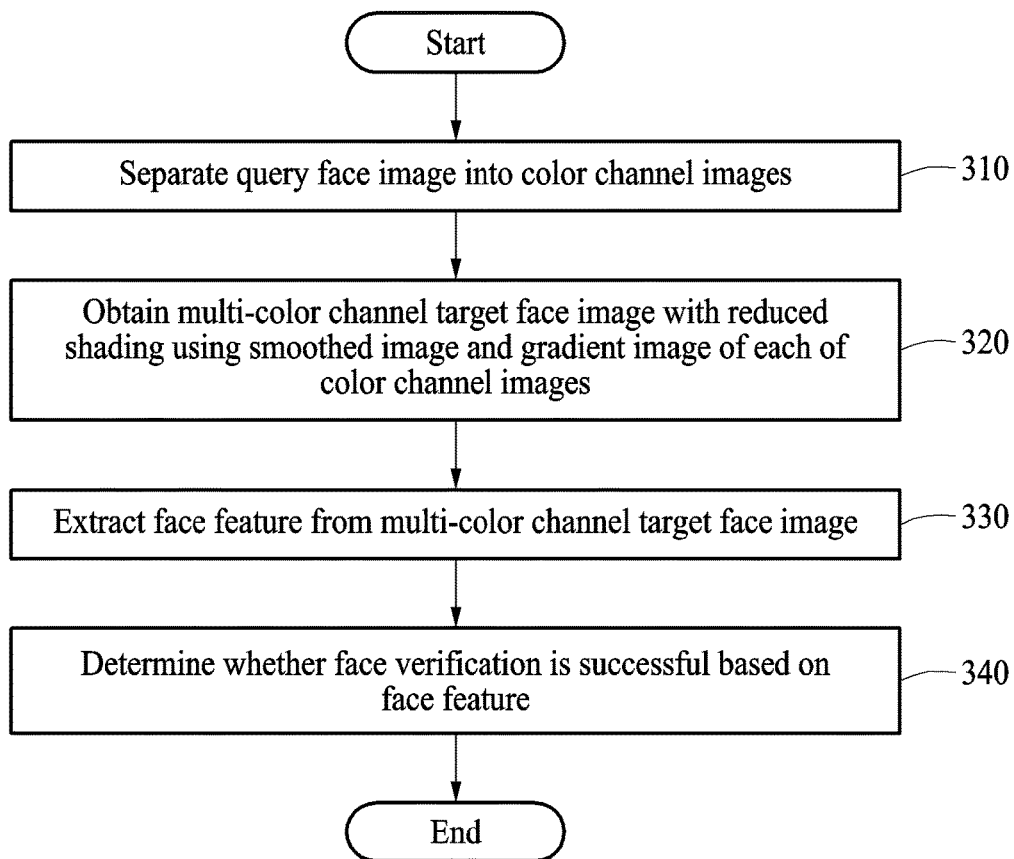 Start
Separate query face image into color channel images
310
Obtain multi-color channel target face image with reduced
shading using smoothed image and gradient image of each of
color channel images
320
Extract face feature from multi-color channel target face image
330
Determine whether face verification is successful based on
face feature
340
End